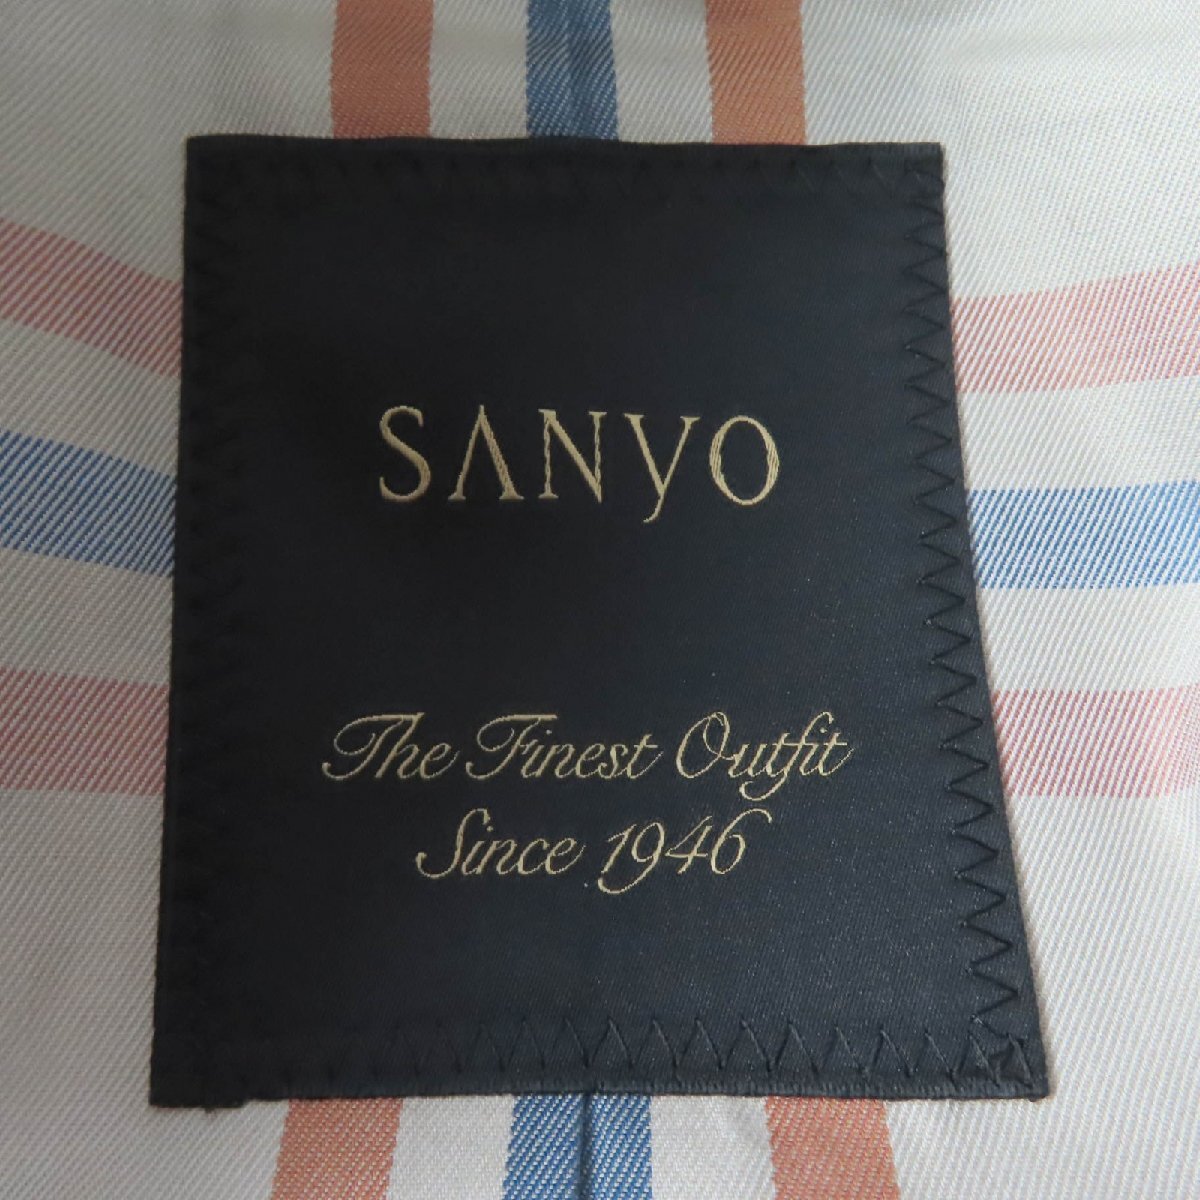 SANYO
The Finest Outfit
Since 1946